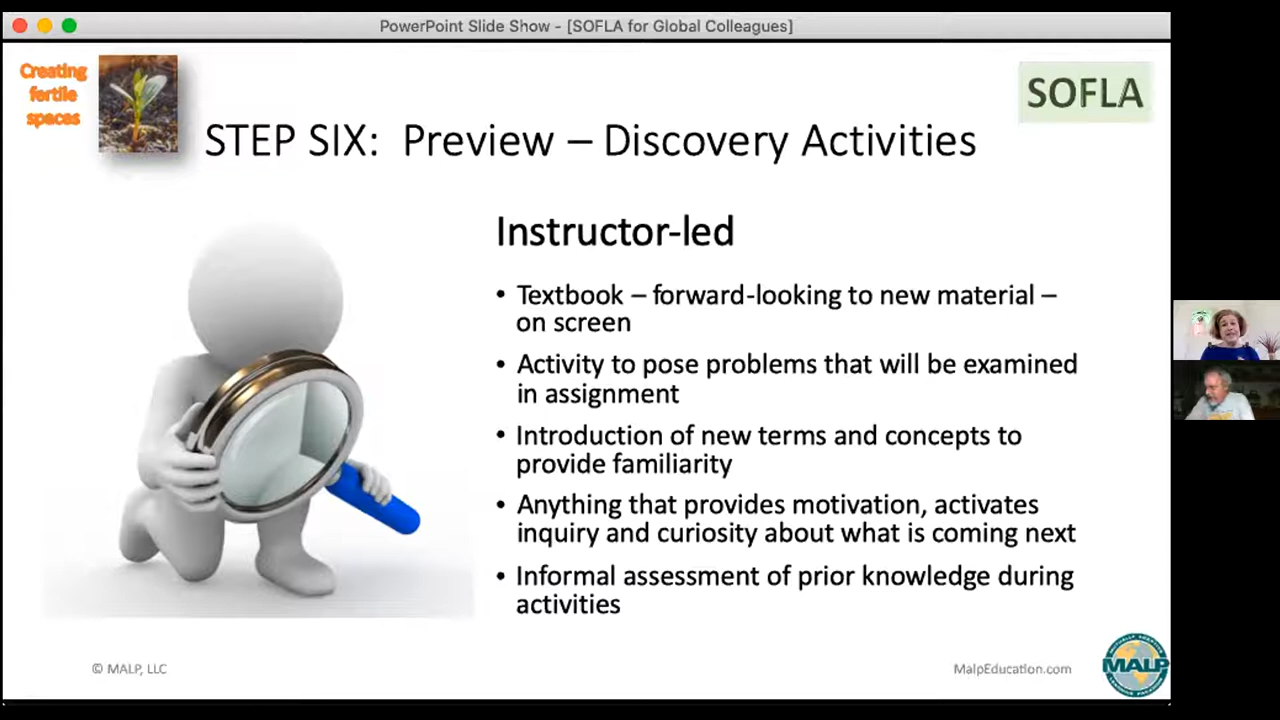 PowerPoint Slide Show - [SOFLA for Global Colleagues]
Creating
fertile
spaces
SOFLA
STEP SIX: Preview – Discovery Activities
Instructor-led
• Textbook – forward-looking to new material –
on screen
• Activity to pose problems that will be examined
in assignment
• Introduction of new terms and concepts to
provide familiarity
• Anything that provides motivation, activates
inquiry and curiosity about what is coming next
• Informal assessment of prior knowledge during
activities
© MALP, LLC
MalpEducation.com
MALP